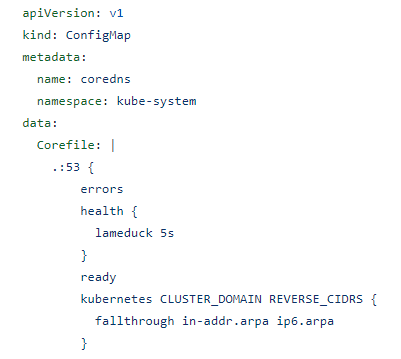 apiVersion: v1
kind: ConfigMap
metadata:
  name: coredns
  namespace: kube-system
data:
  Corefile: |
    .:53 {
        errors
        health {
          lameduck 5s
        }
        ready
        kubernetes CLUSTER_DOMAIN REVERSE_CIDRS {
          fallthrough in-addr.arpa ip6.arpa
        }